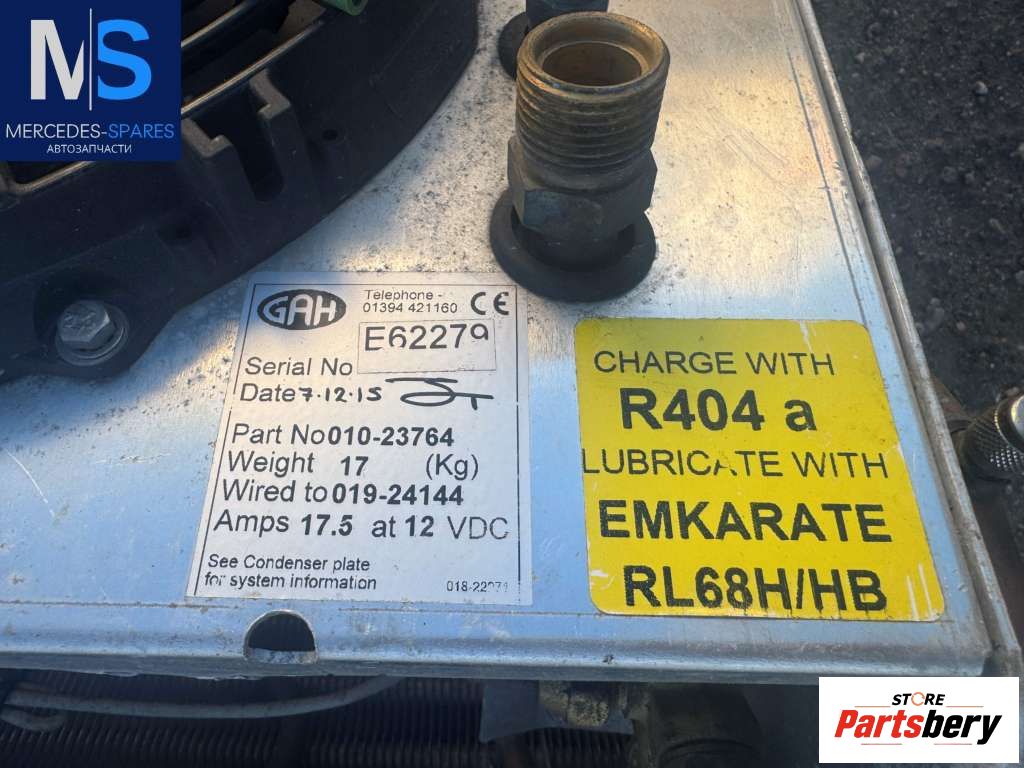 MS
MERCEDES-SPARES
АВТОЗАПЧАСТИ
GAH
Telephone -
01394 421160 CE
Serial No E62279
Date 7.12.15
Part No 010-23764
Weight 17 (Kg)
Wired to 019-24144
Amps 17.5 at 12 VDC
See Condenser plate
for system information
CHARGE WITH
R404 a
LUBRICATE WITH
EMKARATE
RL68H/HB
STORE
Partsbery